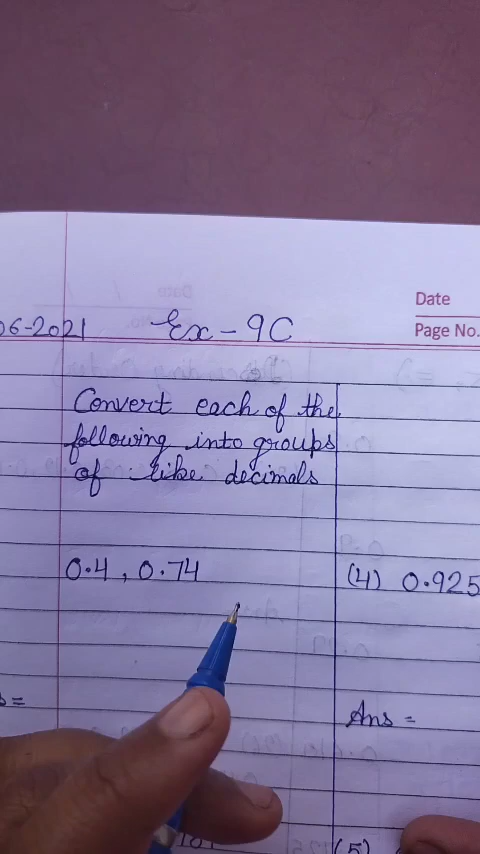 Date
06-2021 Ex-9C
Page No.
Convert each of the
following into groups
of like decimals
0.4, 0.74
(4) 0.925
Ans =
(5)